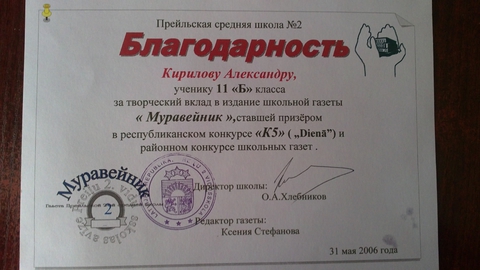 Прейльская средняя школа №2
Благодарность
Кирилову Александру,
ученику 11 «Б» класса
за творческий вклад в издание школьной газеты
« Муравейник »,ставшей призёром
в республиканском конкурсе «К5» ( „Dienā”) и
районном конкурсе школьных газет .
Муравейник
2
Директор школы:
О.А.Хлебников
Редактор газеты:
Ксения Стефанова
31 мая 2006 года